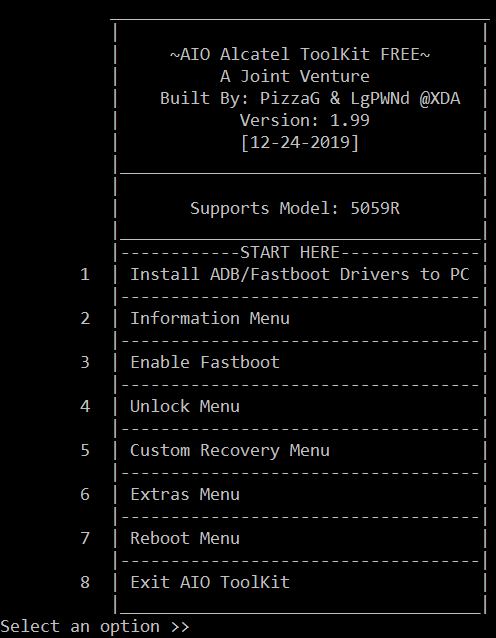 ~AIO Alcatel ToolKit FREE~
A Joint Venture
Built By: PizzaG & LgPWNd @XDA
Version: 1.99
[12-24-2019]
Supports Model: 5059R
------------START HERE--------------
1 Install ADB/Fastboot Drivers to PC
2 Information Menu
3 Enable Fastboot
4 Unlock Menu
5 Custom Recovery Menu
6 Extras Menu
7 Reboot Menu
8 Exit AIO ToolKit
Select an option >>